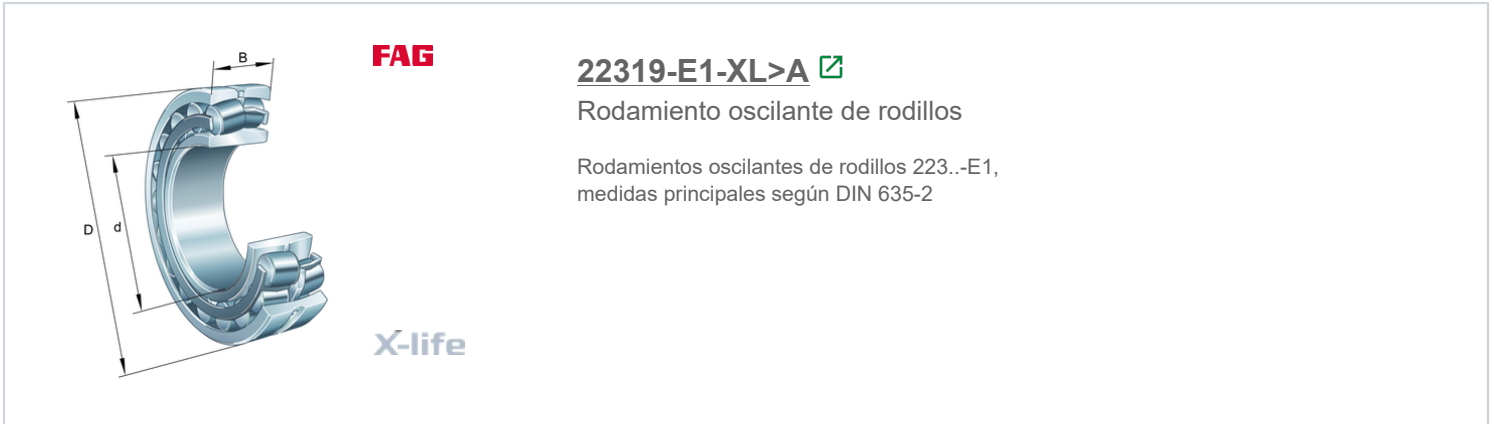 FAG
B
D
d
X-life
22319-E1-XL>A
Rodamiento oscilante de rodillos
Rodamientos oscilantes de rodillos 223..-E1,
medidas principales según DIN 635-2